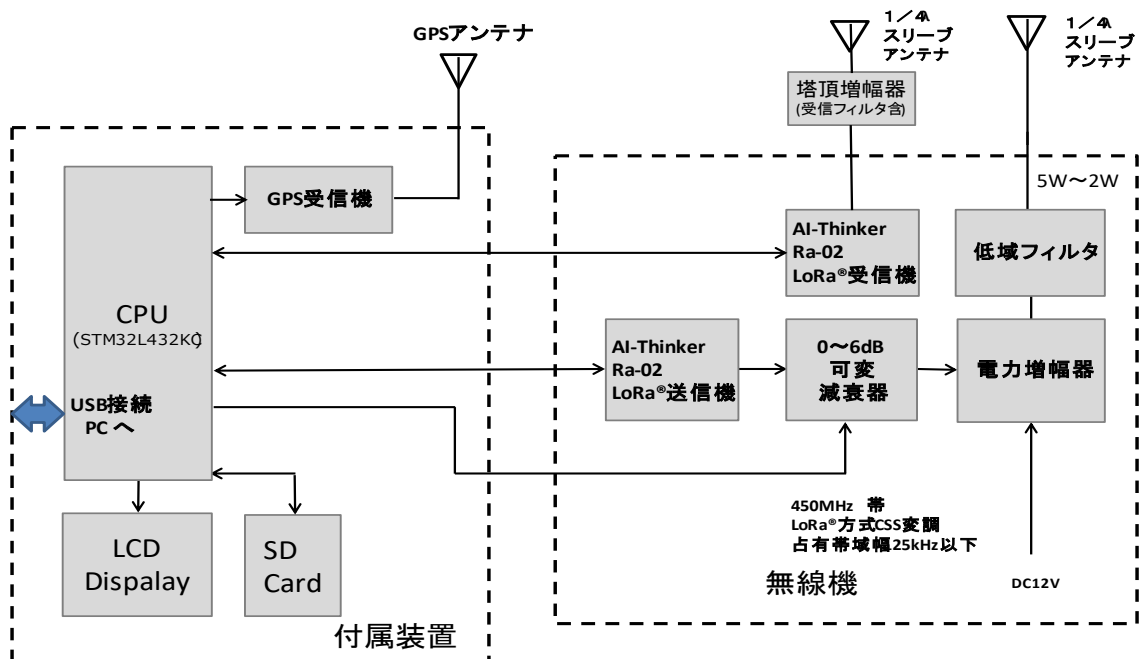 GPSアンテナ
1/4λ
スリーブ
アンテナ
1/4λ
スリーブ
アンテナ
塔頂増幅器
(受信フィルタ含)
5W～2W
GPS受信機
AI-Thinker
Ra-02
LoRa®受信機
低域フィルタ
CPU
(STM32L432KC)
AI-Thinker
Ra-02
LoRa®送信機
0～6dB
可変
減衰器
電力増幅器
USB接続
PCへ
LCD
Dispalay
SD
Card
450MHz 帯
LoRa®方式CSS変調
占有帯域幅25kHz以下
無線機
DC12V
付属装置